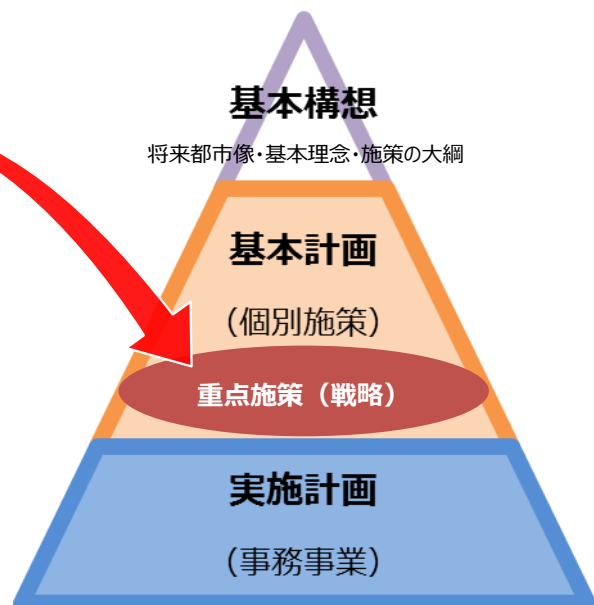 基本構想
将来都市像・基本理念・施策の大綱
基本計画
（個別施策）
重点施策（戦略）
実施計画
（事務事業）